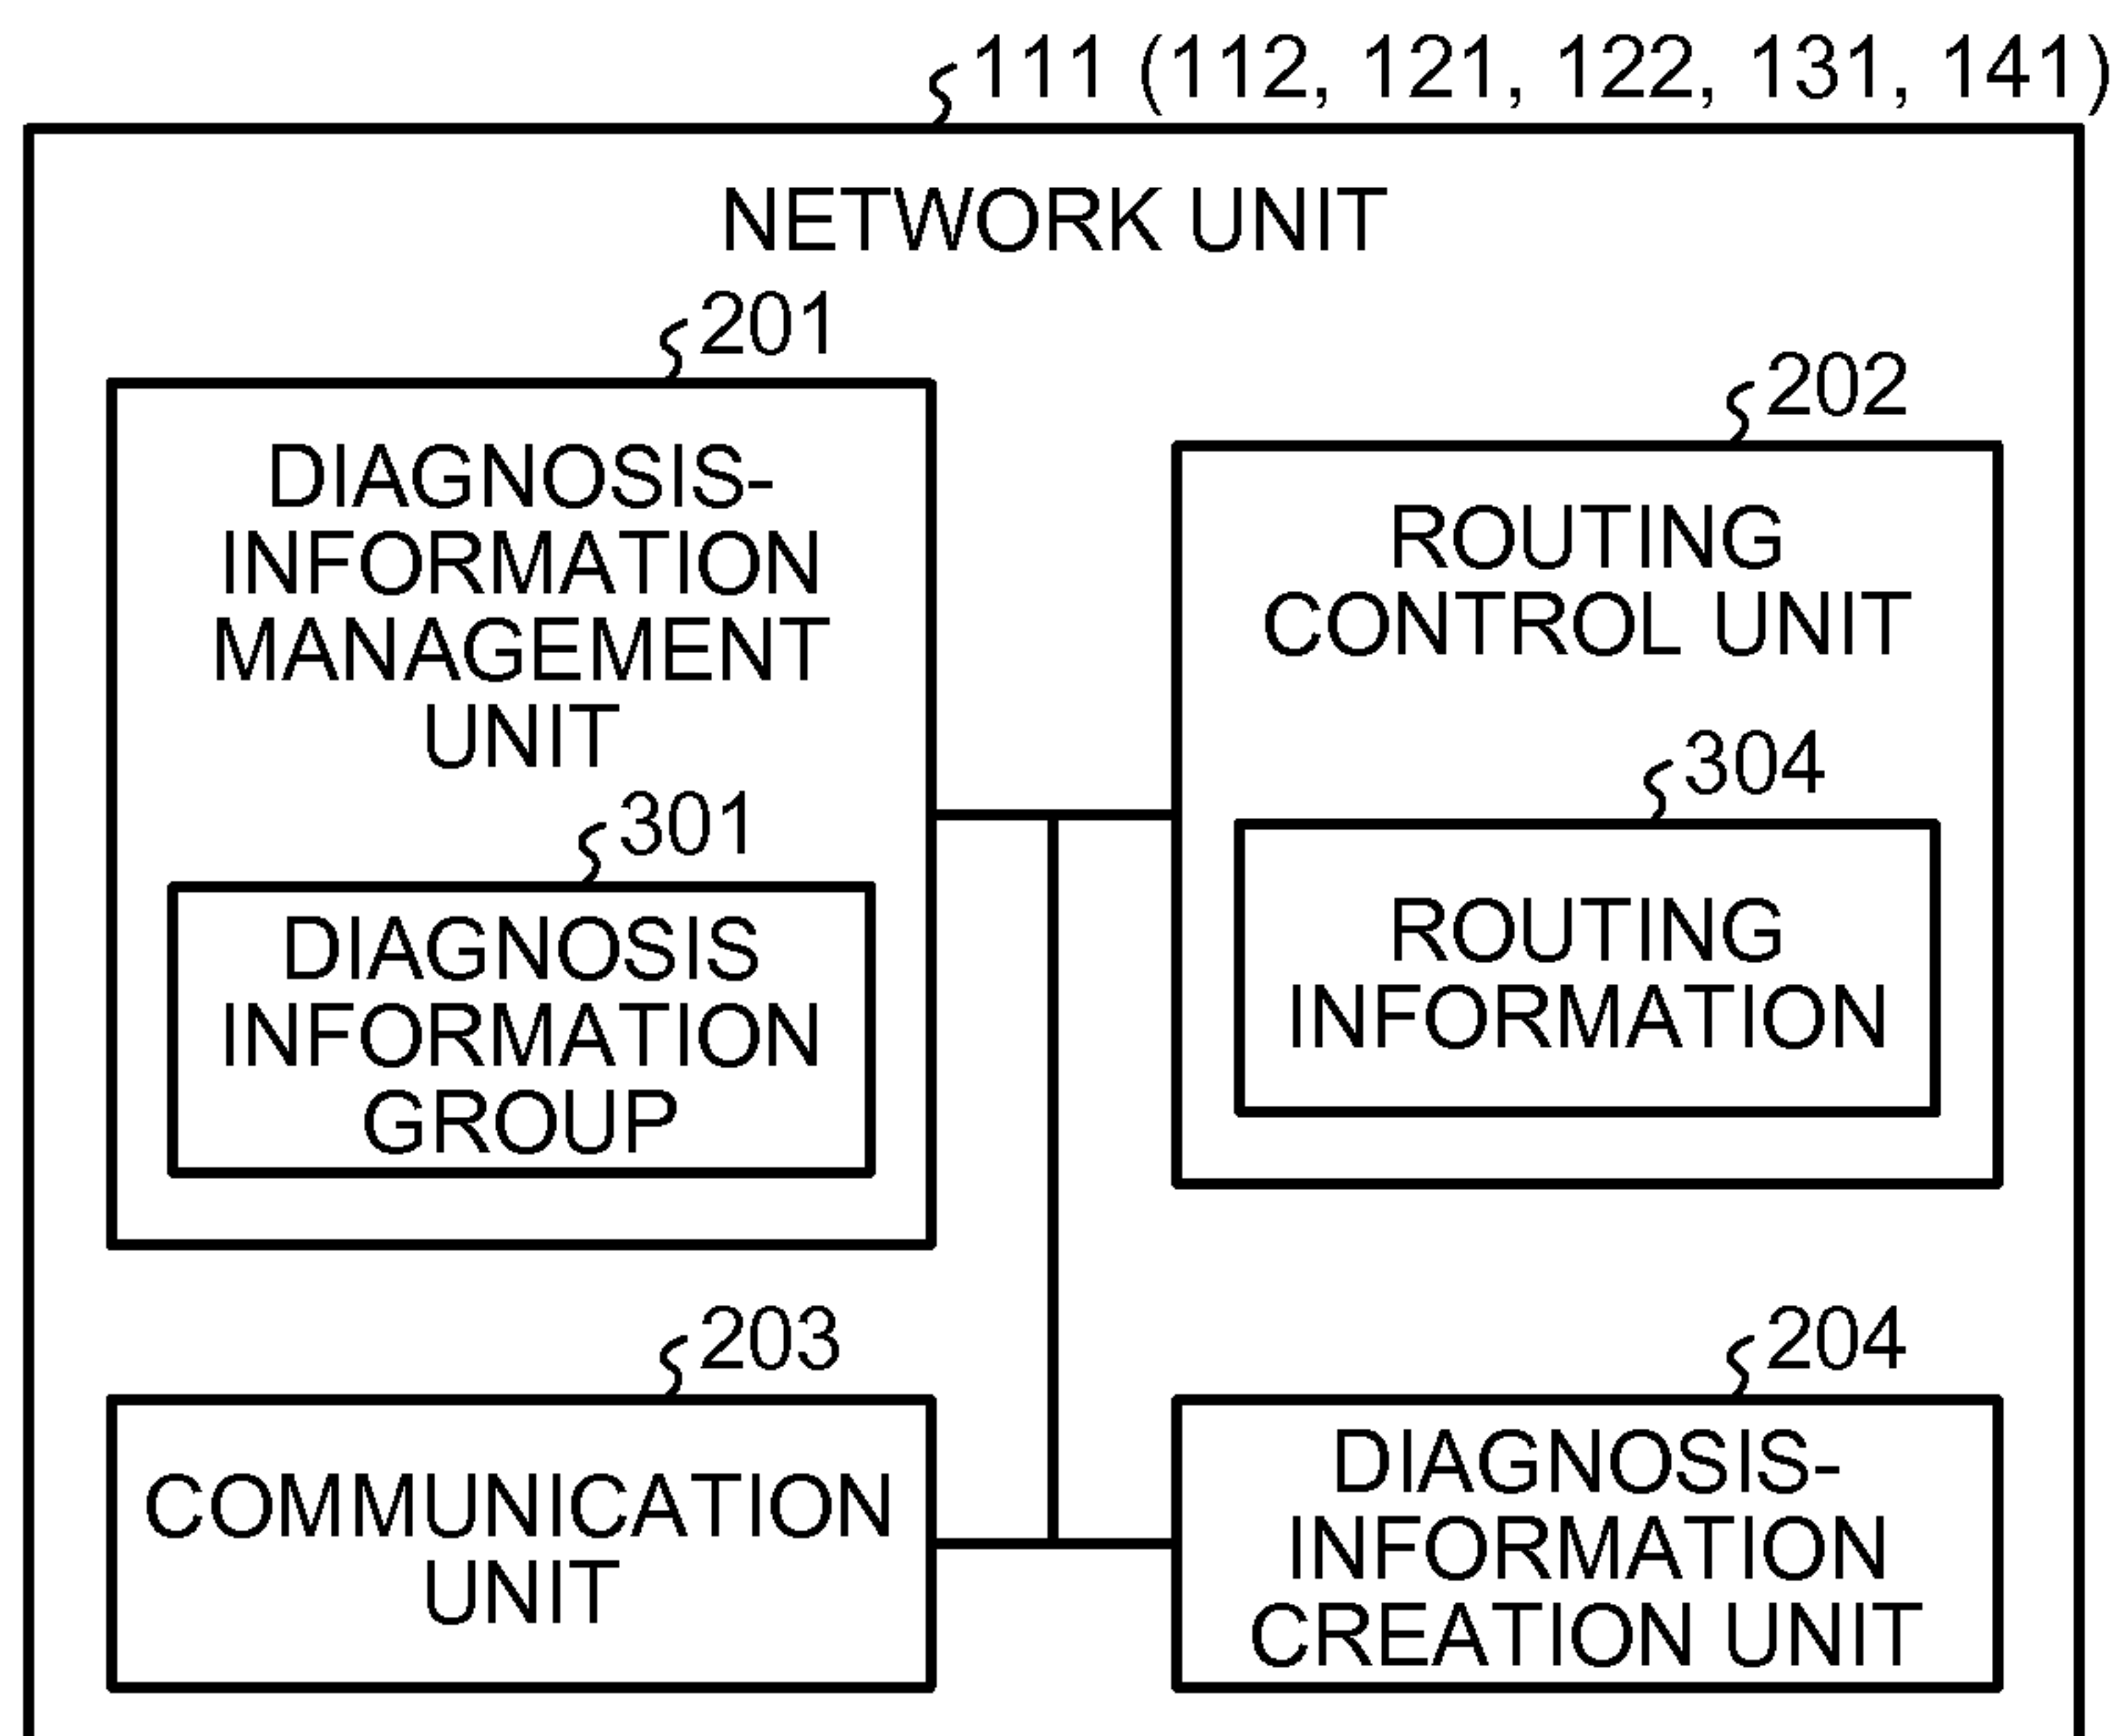 111 (112, 121, 122, 131, 141)
NETWORK UNIT
201
DIAGNOSIS-
INFORMATION
MANAGEMENT
UNIT
301
DIAGNOSIS
INFORMATION
GROUP
202
ROUTING
CONTROL UNIT
304
ROUTING
INFORMATION
203
COMMUNICATION
UNIT
204
DIAGNOSIS-
INFORMATION
CREATION UNIT